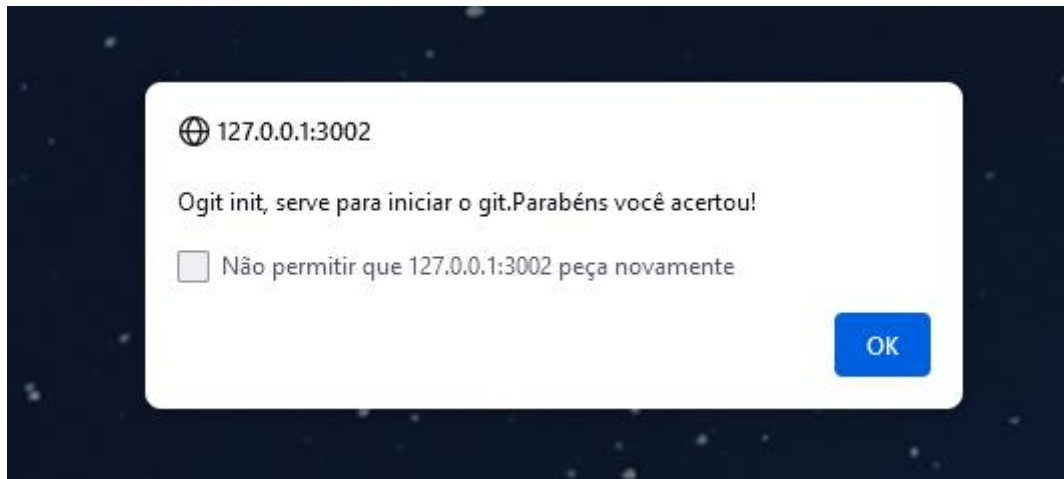 127.0.0.1:3002
Ogit init, serve para iniciar o git.Parabéns você acertou!
Não permitir que 127.0.0.1:3002 peça novamente
OK